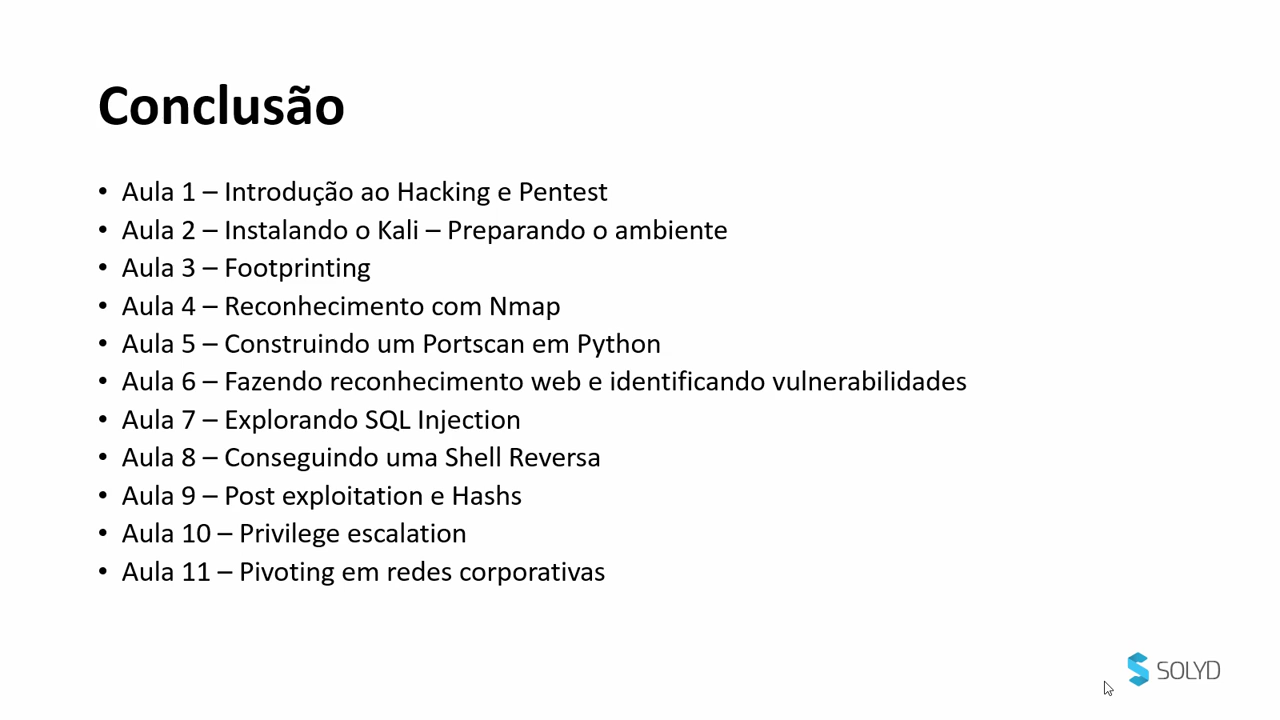 Conclusão
• Aula 1 – Introdução ao Hacking e Pentest
• Aula 2 – Instalando o Kali – Preparando o ambiente
• Aula 3 – Footprinting
• Aula 4 – Reconhecimento com Nmap
• Aula 5 – Construindo um Portscan em Python
• Aula 6 – Fazendo reconhecimento web e identificando vulnerabilidades
• Aula 7 – Explorando SQL Injection
• Aula 8 – Conseguindo uma Shell Reversa
• Aula 9 – Post exploitation e Hashs
• Aula 10 – Privilege escalation
• Aula 11 – Pivoting em redes corporativas
SOLYD